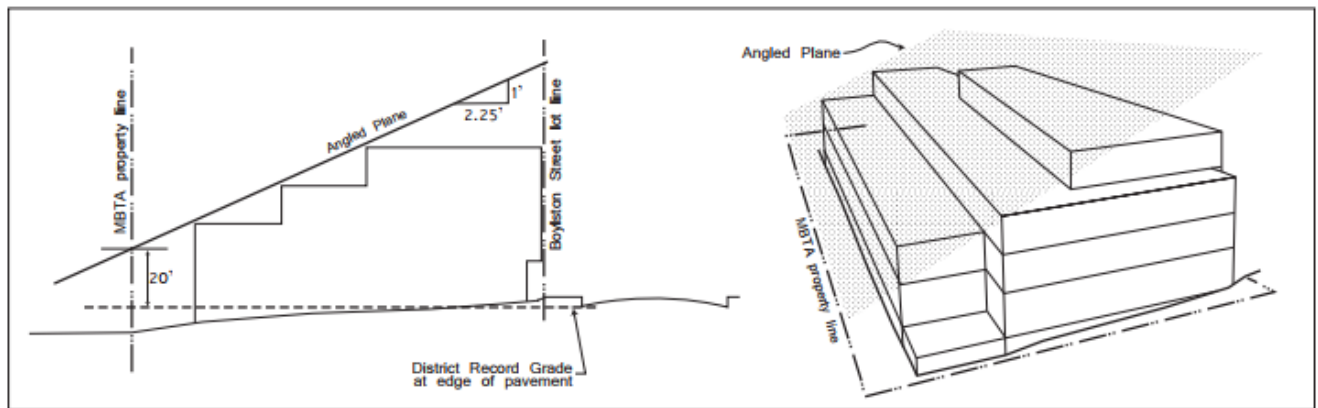 MBTA property line
20'
Angled Plane
1'
2.25'
Boylston Street lot line
District Record Grade
at edge of pavement
Angled Plane
MBTA property line